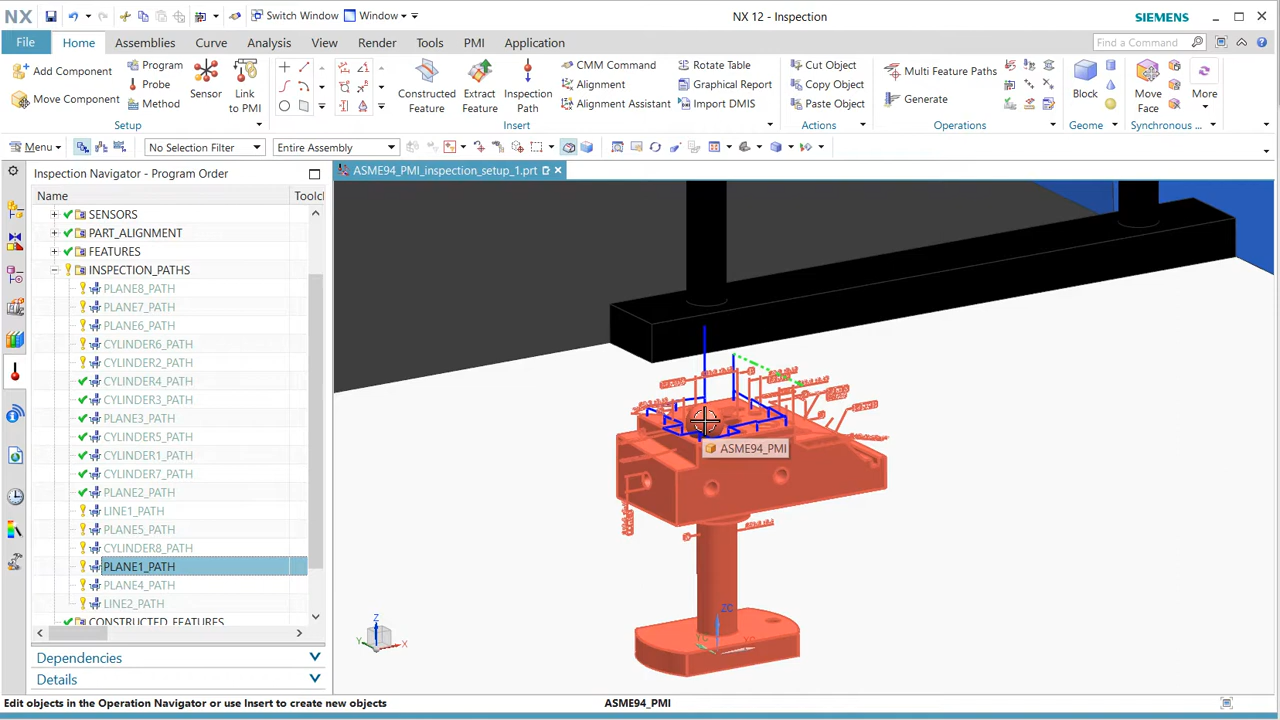 NX
Switch Window
Window
NX 12 - Inspection
SIEMENS
File
Home
Assemblies
Curve
Analysis
View
Render
Tools
PMI
Application
Find a Command
Add Component
Move Component
Program
Probe
Method
Sensor
Link to PMI
Setup
Constructed Feature
Extract Feature
Inspection Path
CMM Command
Alignment
Alignment Assistant
Rotate Table
Graphical Report
Import DMIS
Insert
Cut Object
Copy Object
Paste Object
Actions
Multi Feature Paths
Generate
Operations
Block
Geome
Move Face
More
Synchronous ...
Menu
No Selection Filter
Entire Assembly
Inspection Navigator - Program Order
ASME94_PMI_inspection_setup_1.prt
Name
Toolcl
SENSORS
PART_ALIGNMENT
FEATURES
INSPECTION_PATHS
PLANE8_PATH
PLANE7_PATH
PLANE6_PATH
CYLINDER6_PATH
CYLINDER2_PATH
CYLINDER4_PATH
CYLINDER3_PATH
PLANE3_PATH
CYLINDER5_PATH
CYLINDER1_PATH
CYLINDER7_PATH
PLANE2_PATH
LINE1_PATH
PLANE5_PATH
CYLINDER8_PATH
PLANE1_PATH
PLANE4_PATH
LINE2_PATH
CONSTRUCTED_FEATURES
Dependencies
Details
ASME94_PMI
ZC
YC
XC
Z
Y
X
Edit objects in the Operation Navigator or use Insert to create new objects
ASME94_PMI